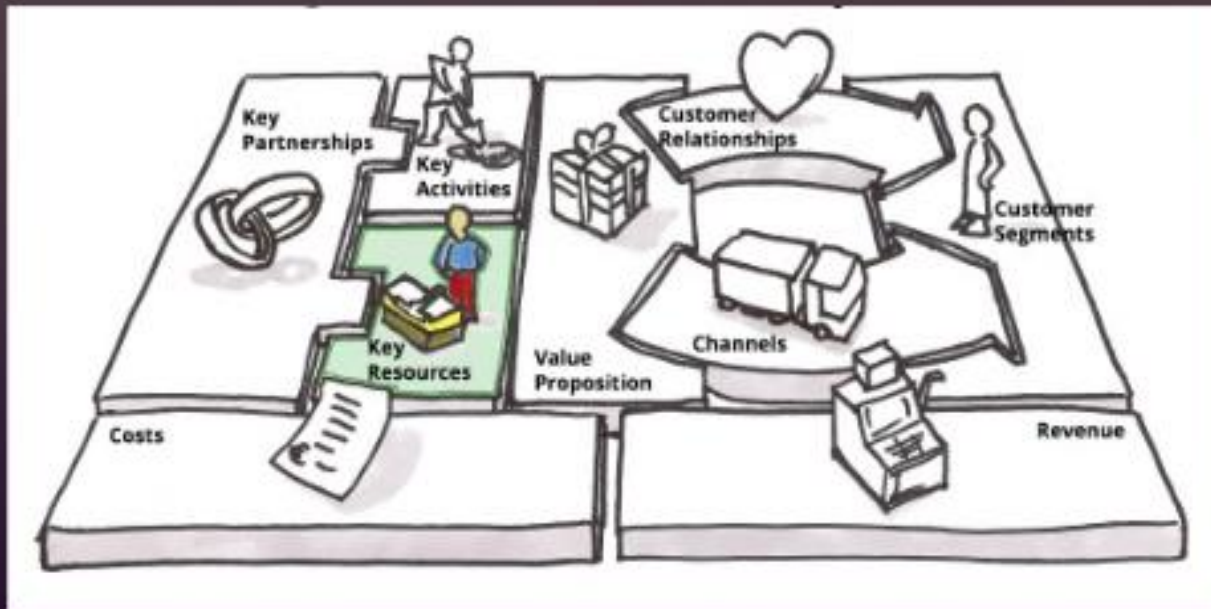 Key
Partnerships
Key
Activities
Key
Resources
Value
Proposition
Customer
Relationships
Channels
Customer
Segments
Costs
Revenue